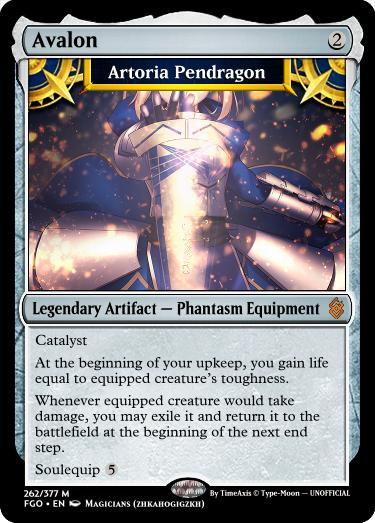 Avalon 2
Artoria Pendragon
Legendary Artifact — Phantasm Equipment
Catalyst
At the beginning of your upkeep, you gain life
equal to equipped creature's toughness.
Whenever equipped creature would take
damage, you may exile it and return it to the
battlefield at the beginning of the next end
step.
Soulequip 5
262/377 M
FGO • EN Magicians (zhkahogigzkh)
By TimeAxis © Type-Moon — UNOFFICIAL